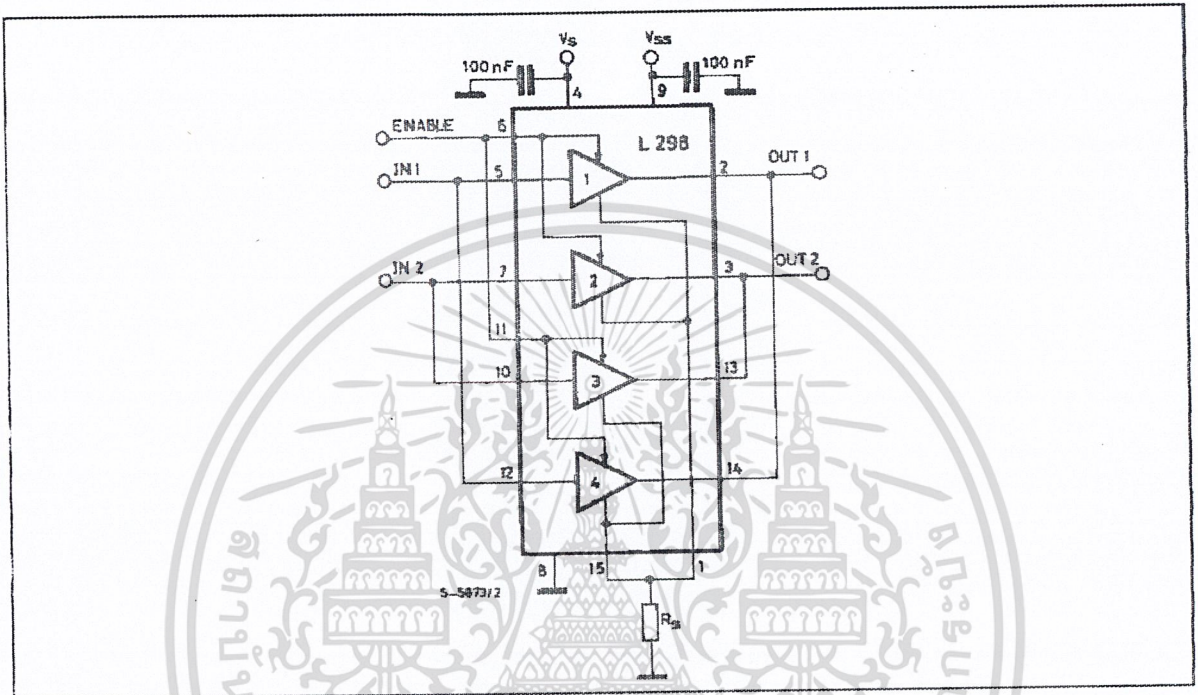 Vs Vss
100 nF 100 nF
4 9
ENABLE 6 L 298
IN 1 5 1 2 OUT 1
IN 2 7 2 3 OUT 2
11
10 3 13
12 4 14
8 15 1
S-5873/2
Rs